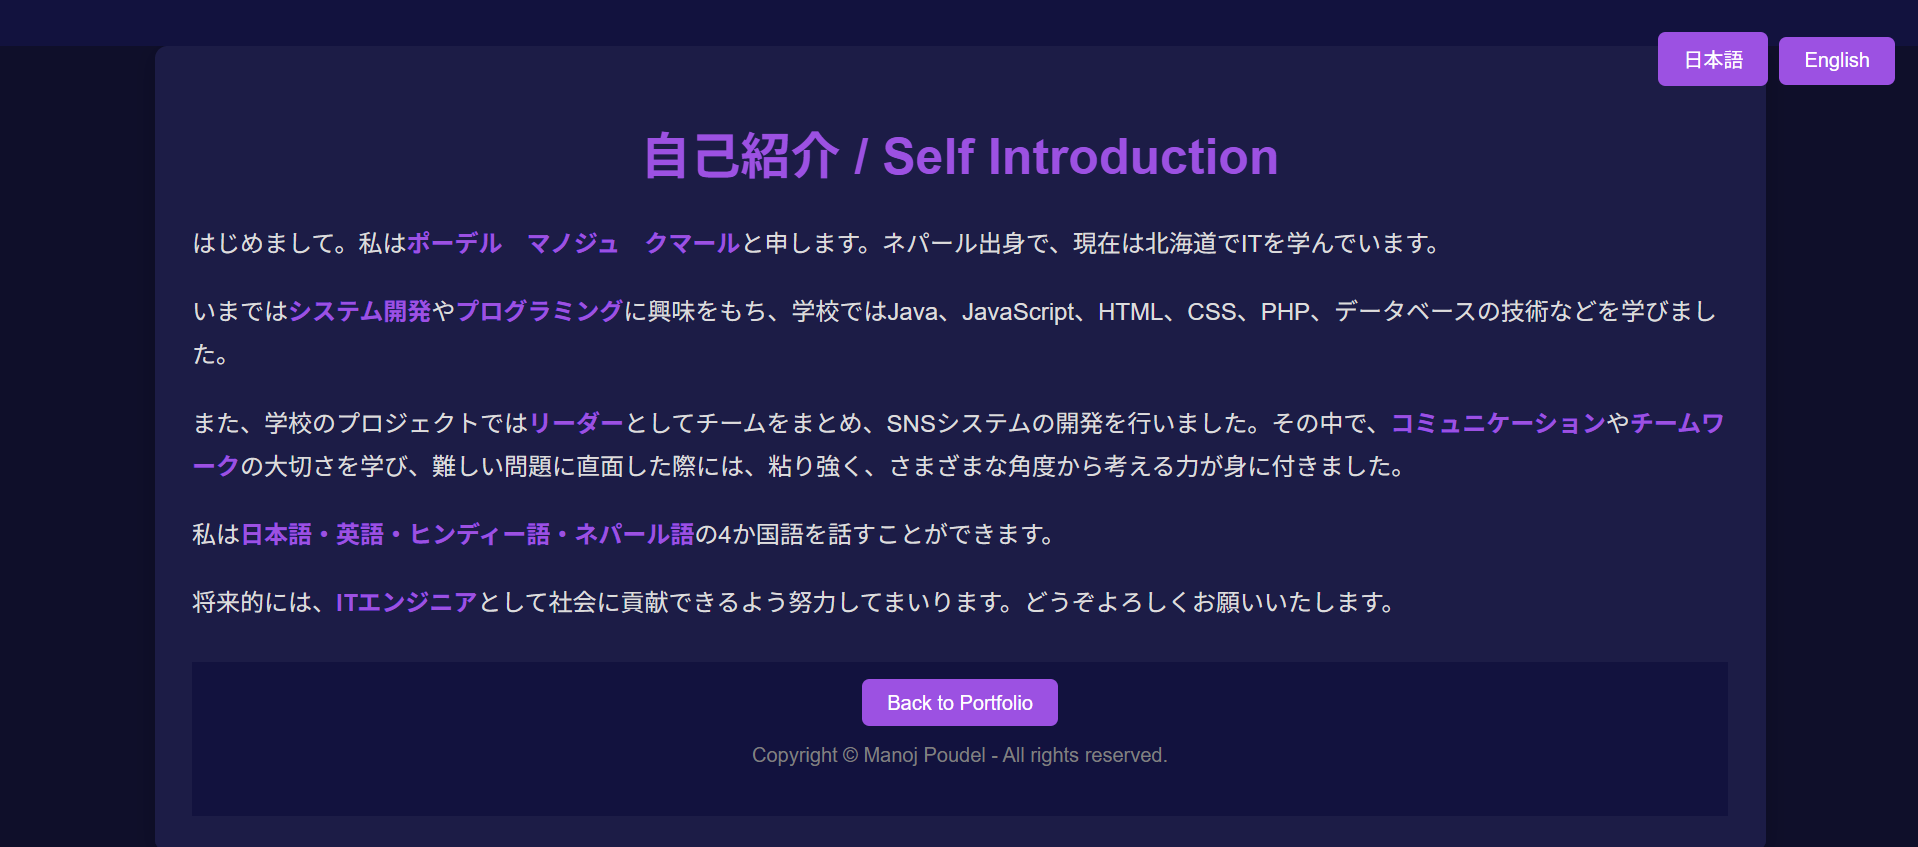 日本語 English
自己紹介 / Self Introduction
はじめまして。私はポーデル　マノジュ　クマールと申します。ネパール出身で、現在は北海道でITを学んでいます。
いまではシステム開発やプログラミングに興味をもち、学校ではJava、JavaScript、HTML、CSS、PHP、データベースの技術などを学びまし
た。
また、学校のプロジェクトではリーダーとしてチームをまとめ、SNSシステムの開発を行いました。その中で、コミュニケーションやチームワ
ークの大切さを学び、難しい問題に直面した際には、粘り強く、さまざまな角度から考える力が身に付きました。
私は日本語・英語・ヒンディー語・ネパール語の4か国語を話すことができます。
将来的には、ITエンジニアとして社会に貢献できるよう努力してまいります。どうぞよろしくお願いいたします。
Back to Portfolio
Copyright © Manoj Poudel - All rights reserved.